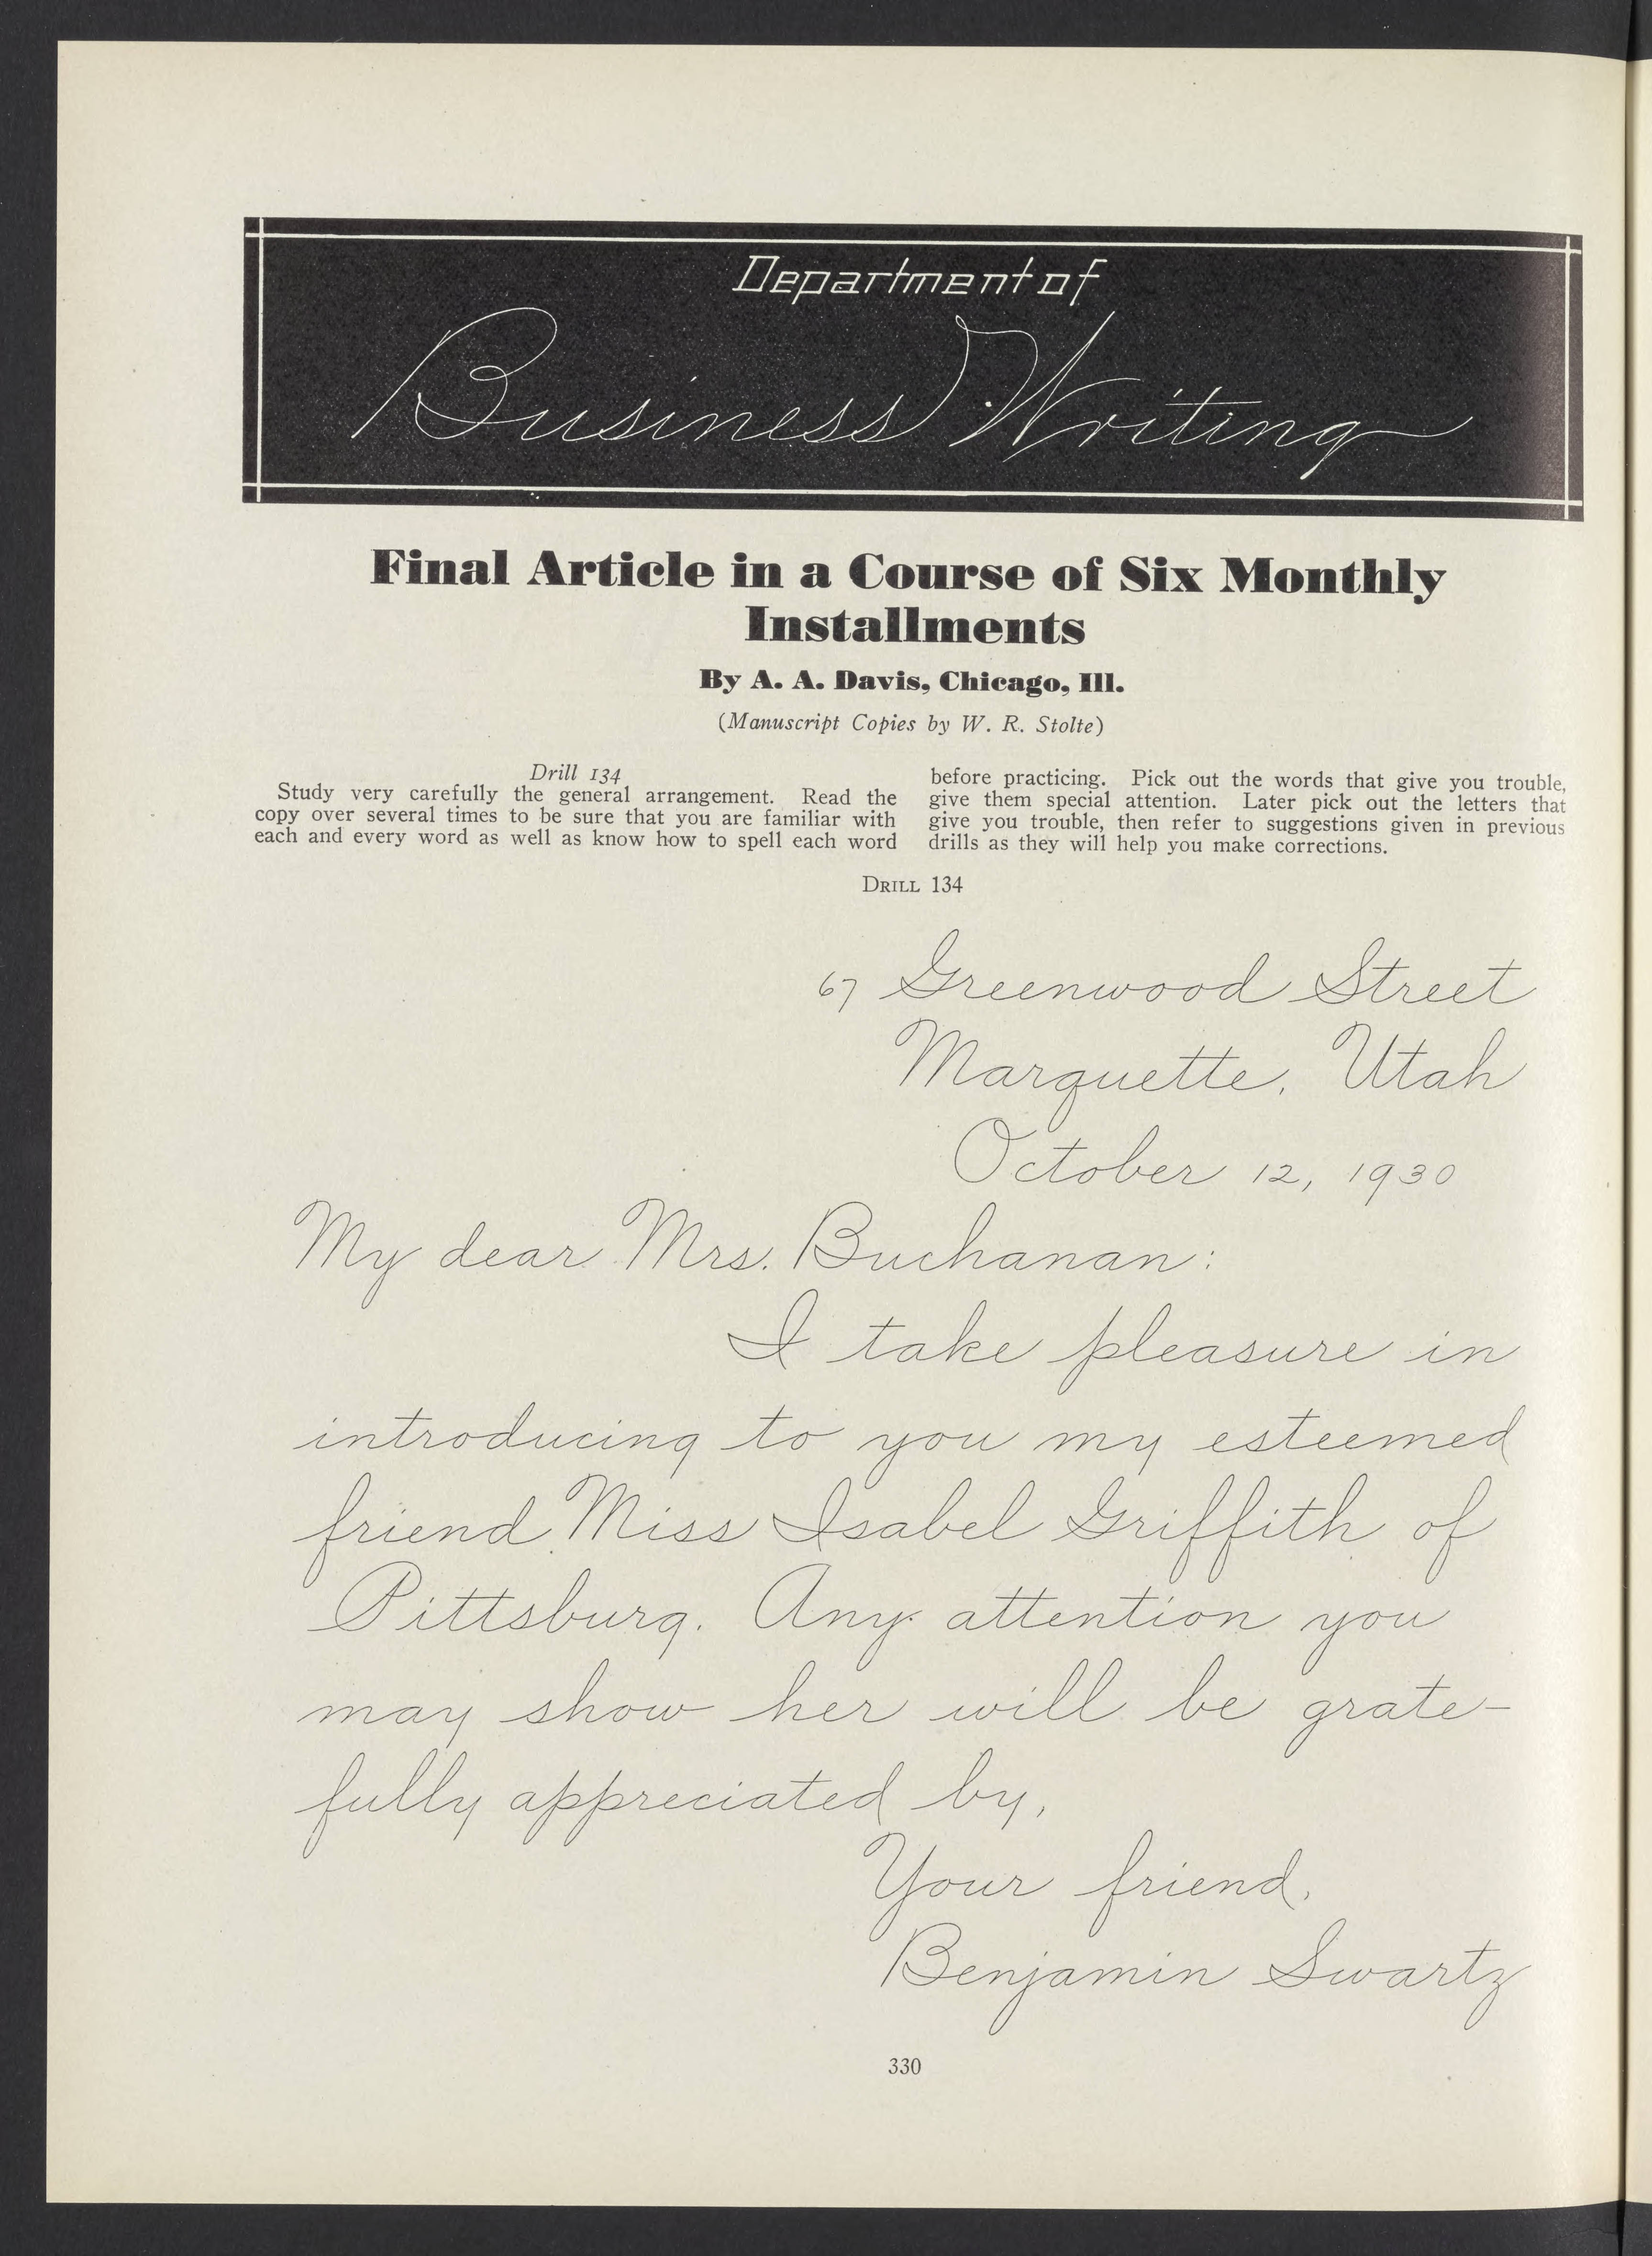 Department of
Business Writing
Final Article in a Course of Six Monthly
Installments
By A. A. Davis, Chicago, Ill.
(Manuscript Copies by W. R. Stolte)
Drill 134
Study very carefully the general arrangement. Read the
copy over several times to be sure that you are familiar with
each and every word as well as know how to spell each word
before practicing. Pick out the words that give you trouble,
give them special attention. Later pick out the letters that
give you trouble, then refer to suggestions given in previous
drills as they will help you make corrections.
DRILL 134
67 Greenwood Street
Marquette, Utah
October 12, 1930
My dear Mrs. Buchanan:
I take pleasure in
introducing to you my esteemed
friend Miss Isabel Griffith of
Pittsburg. Any attention you
may show her will be grate-
fully appreciated by,
Your friend,
Benjamin Swartz
330